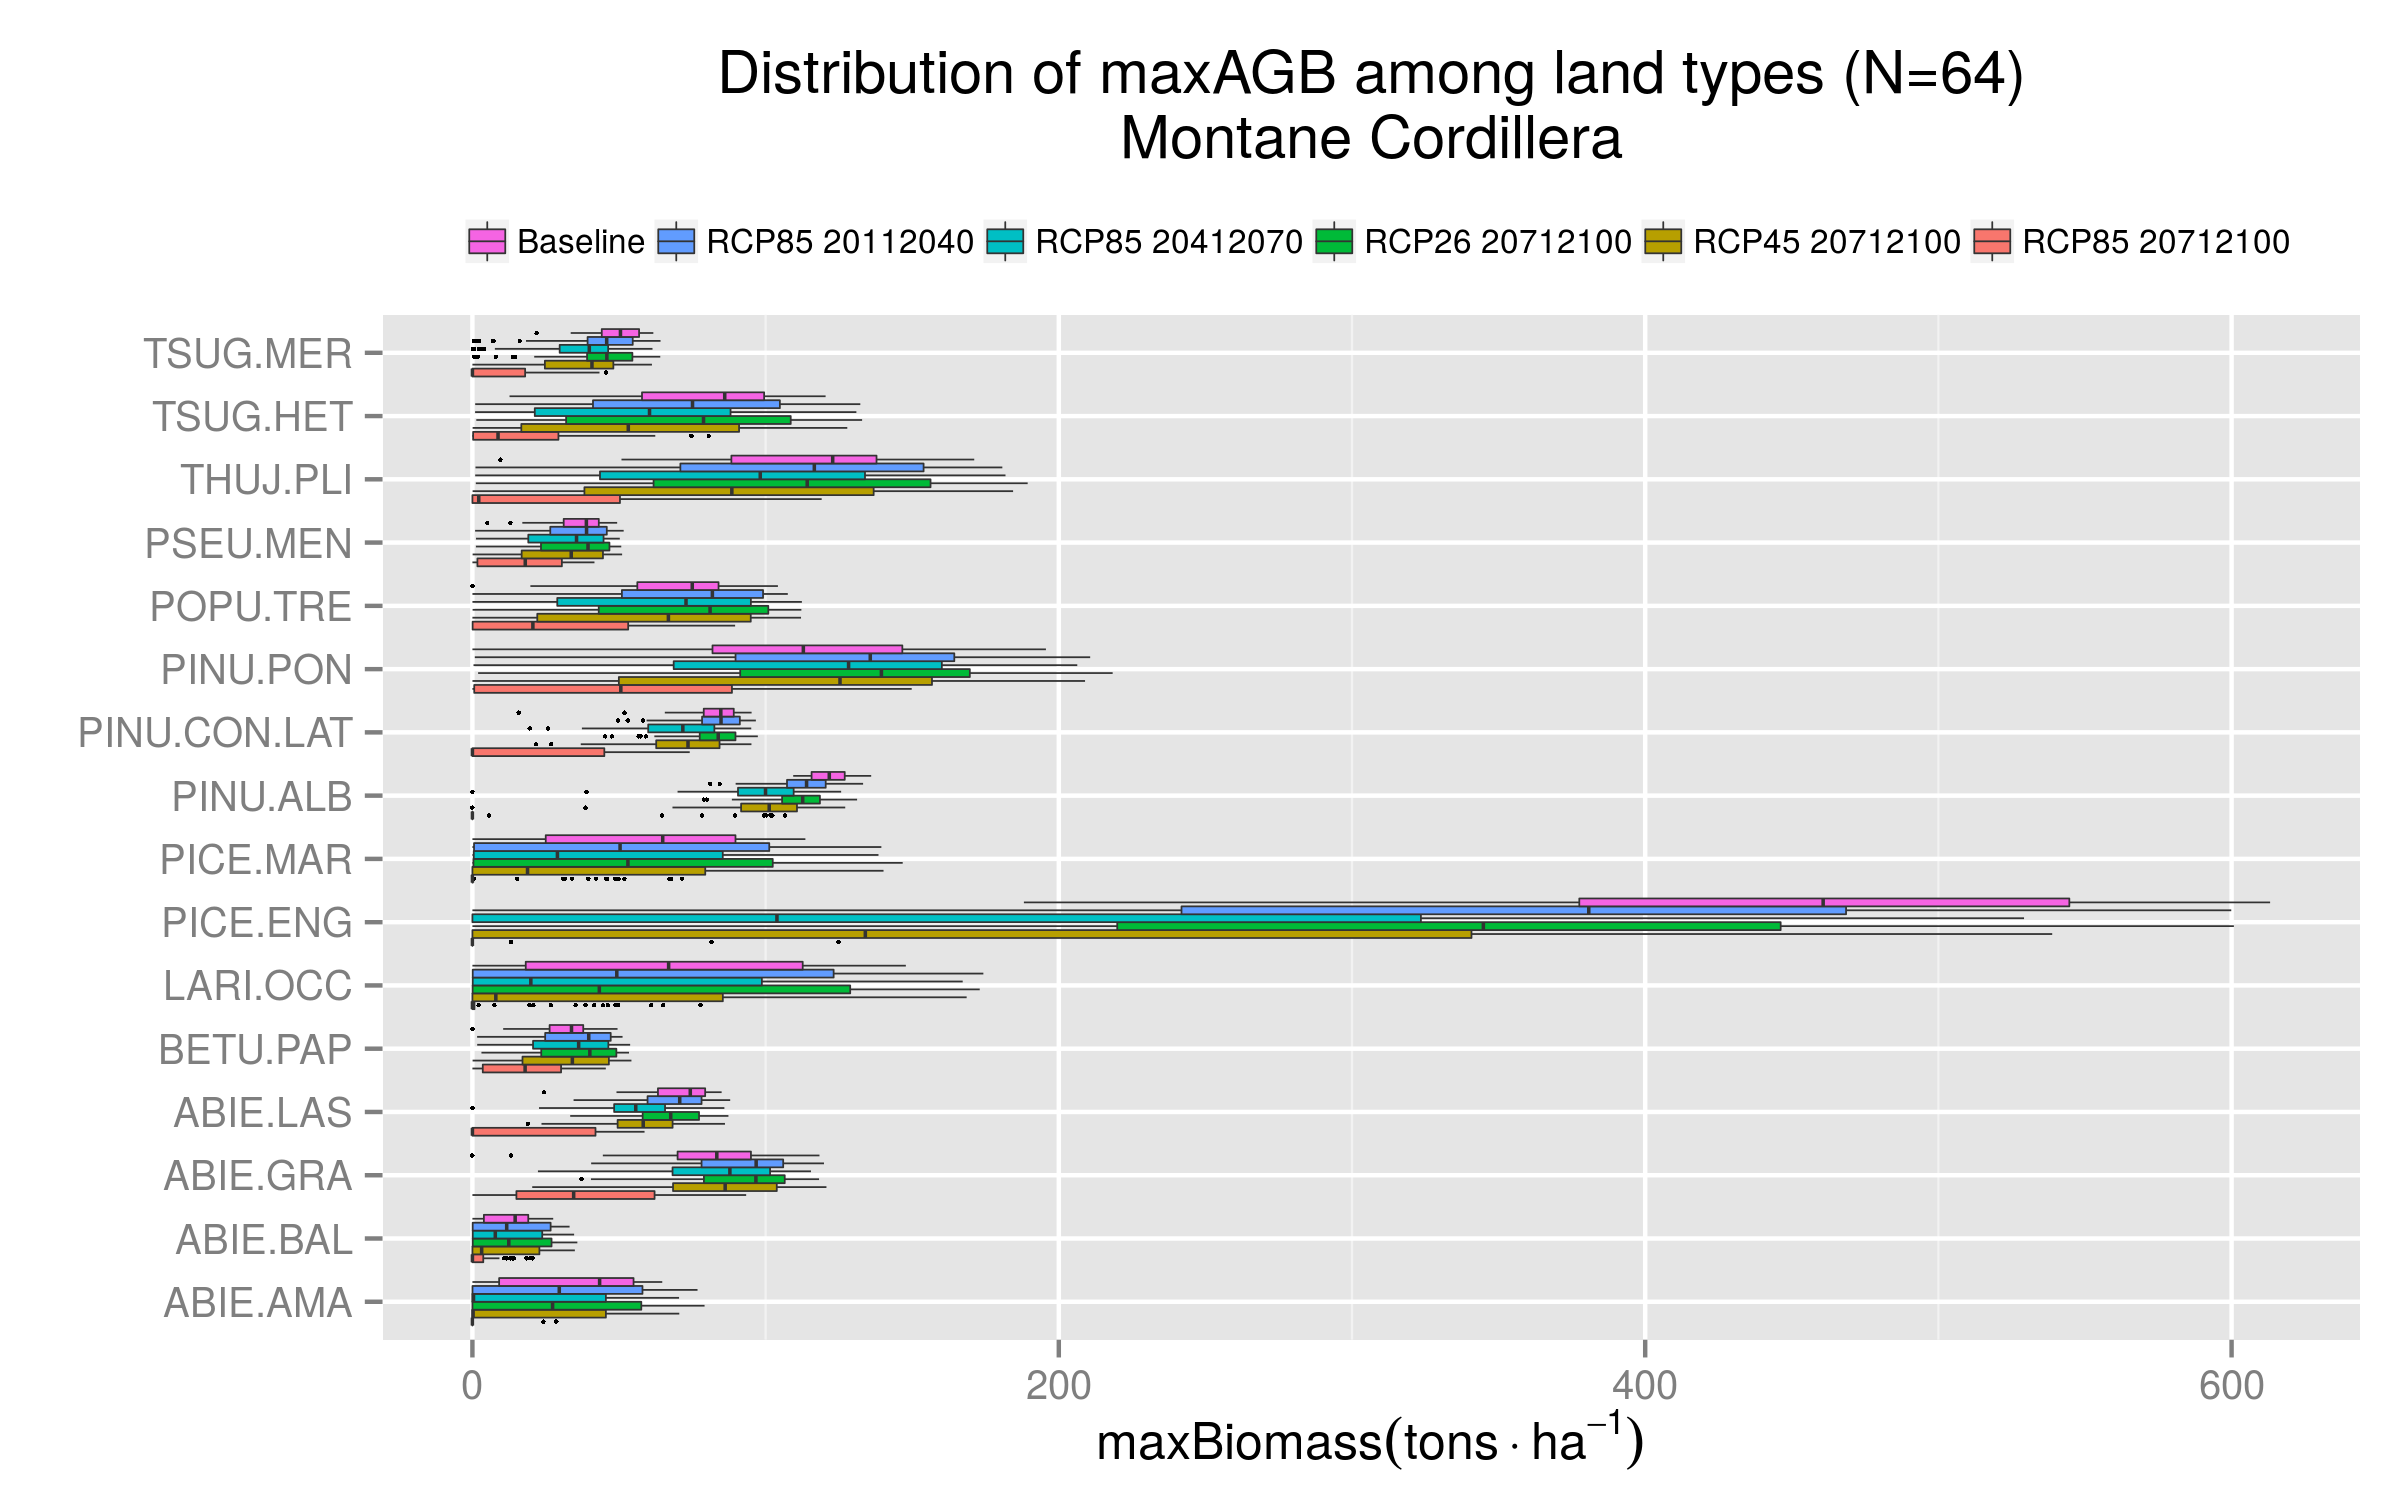 Distribution of maxAGB among land types (N=64)
Montane Cordillera
Baseline RCP85 20112040 RCP85 20412070 RCP26 20712100 RCP45 20712100 RCP85 20712100
TSUG.MER
TSUG.HET
THUJ.PLI
PSEU.MEN
POPU.TRE
PINU.PON
PINU.CON.LAT
PINU.ALB
PICE.MAR
PICE.ENG
LARI.OCC
BETU.PAP
ABIE.LAS
ABIE.GRA
ABIE.BAL
ABIE.AMA
0 200 400 600
maxBiomass(tons · ha⁻¹)